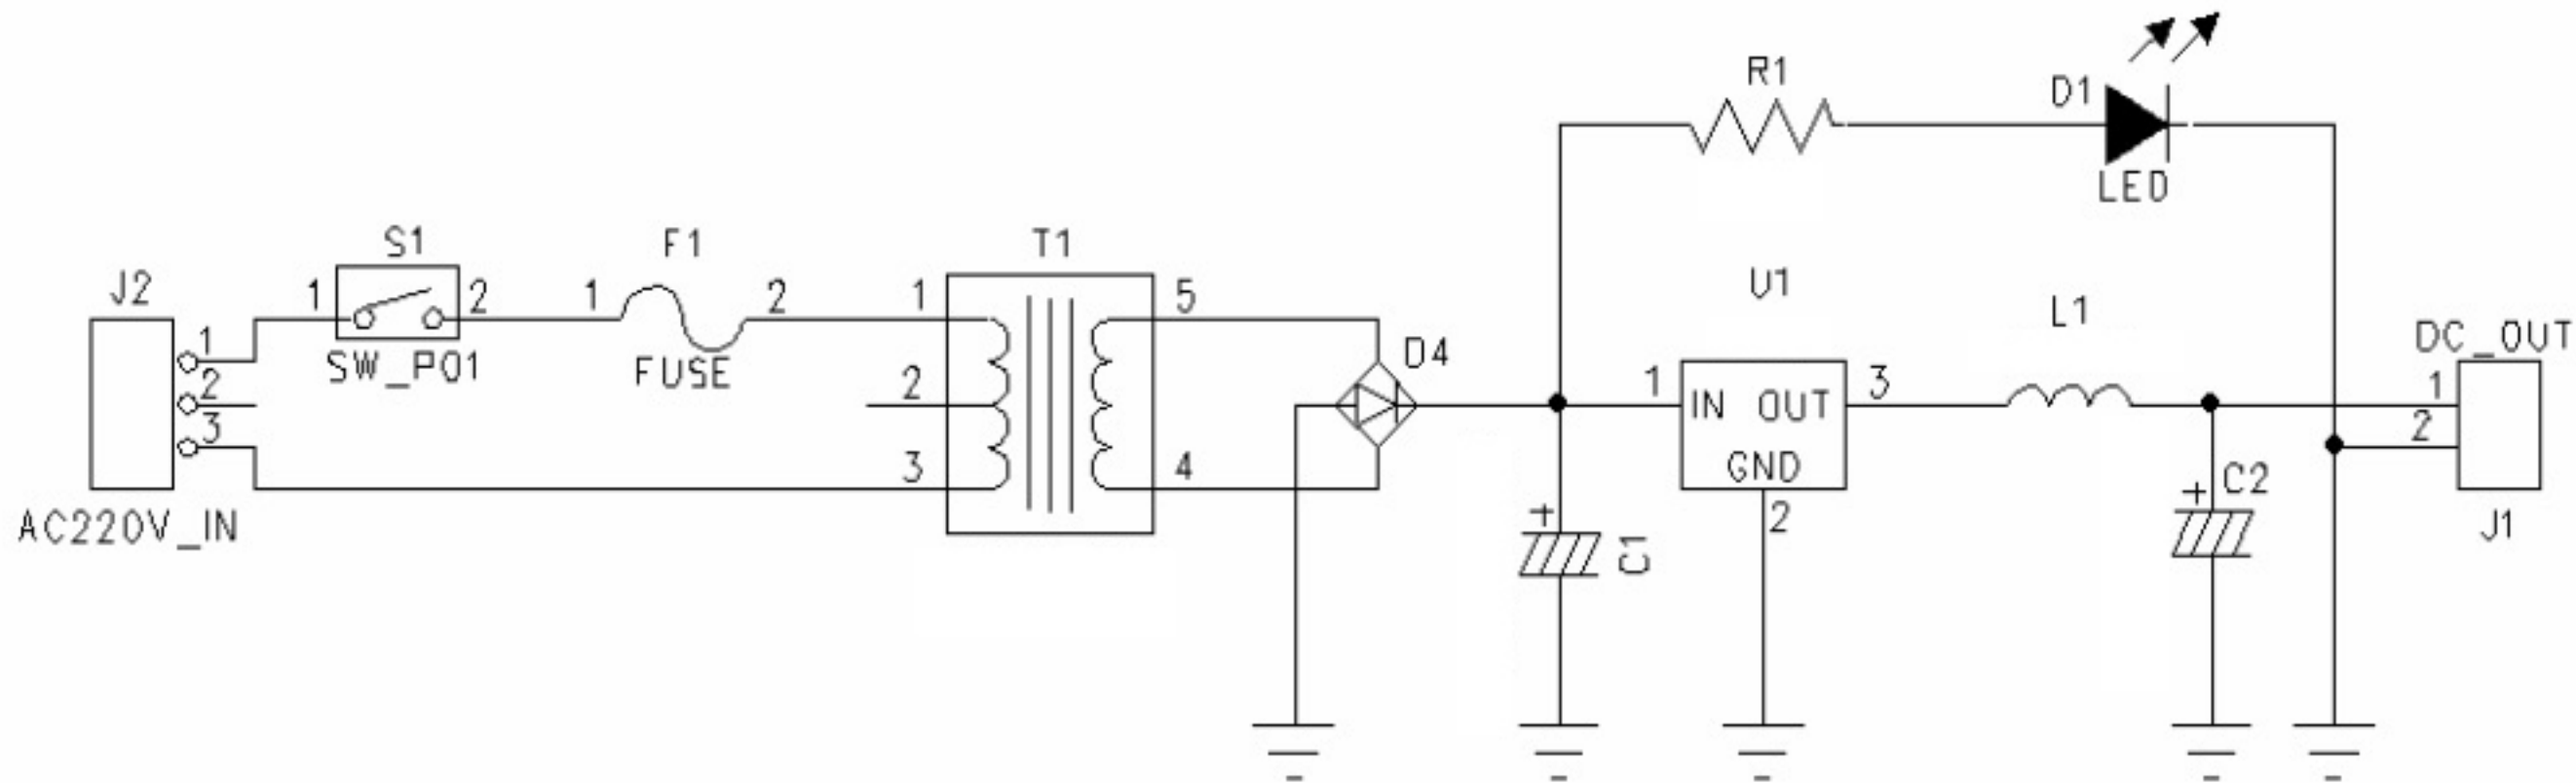 R1
D1
LED
S1
F1
T1
U1
L1
J2
1
2
1
2
1
5
D4
DC_OUT
1
2
3
SW_P01
FUSE
2
1
IN OUT
3
1
2
3
4
GND
2
+
C2
AC220V_IN
+
C1
J1